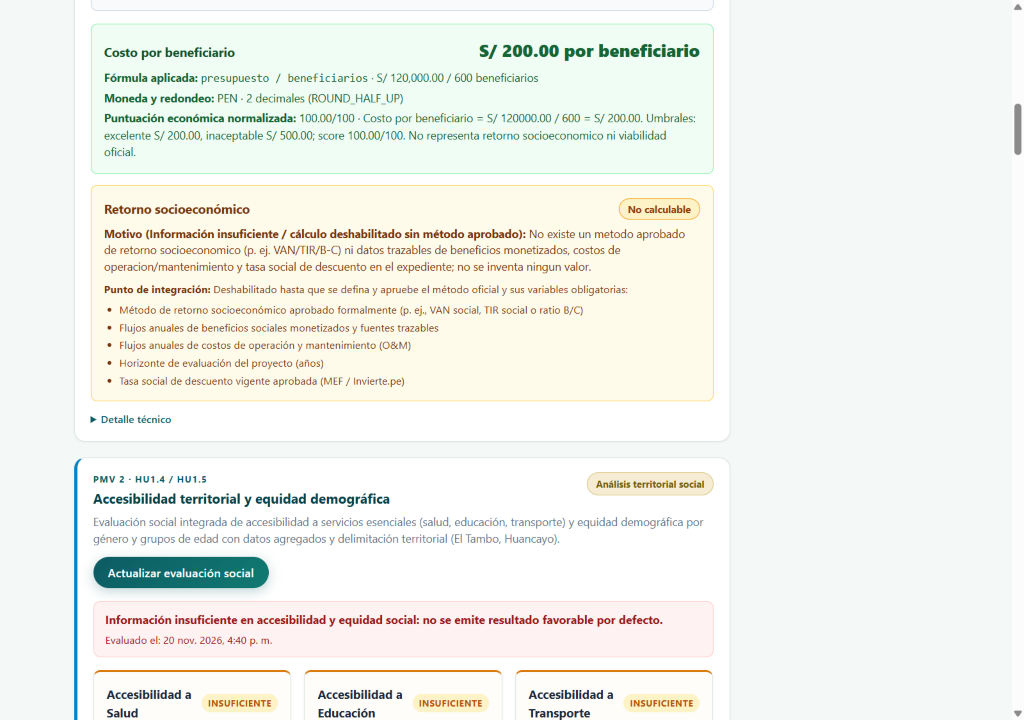 Costo por beneficiario
S/ 200.00 por beneficiario
Fórmula aplicada: presupuesto / beneficiarios · S/ 120,000.00 / 600 beneficiarios
Moneda y redondeo: PEN · 2 decimales (ROUND_HALF_UP)
Puntuación económica normalizada: 100.00/100 · Costo por beneficiario = S/ 120000.00 / 600 = S/ 200.00. Umbrales:
excelente S/ 200.00, inaceptable S/ 500.00; score 100.00/100. No representa retorno socioeconomico ni viabilidad
oficial.
Retorno socioeconómico
No calculable
Motivo (Información insuficiente / cálculo deshabilitado sin método aprobado): No existe un metodo aprobado
de retorno socioeconomico (p. ej. VAN/TIR/B-C) ni datos trazables de beneficios monetizados, costos de
operacion/mantenimiento y tasa social de descuento en el expediente; no se inventa ningun valor.
Punto de integración: Deshabilitado hasta que se defina y apruebe el método oficial y sus variables obligatorias:
• Método de retorno socioeconómico aprobado formalmente (p. ej., VAN social, TIR social o ratio B/C)
• Flujos anuales de beneficios sociales monetizados y fuentes trazables
• Flujos anuales de costos de operación y mantenimiento (O&M)
• Horizonte de evaluación del proyecto (años)
• Tasa social de descuento vigente aprobada (MEF / Invierte.pe)
▶ Detalle técnico
PMV 2 · HU1.4 / HU1.5
Análisis territorial social
Accesibilidad territorial y equidad demográfica
Evaluación social integrada de accesibilidad a servicios esenciales (salud, educación, transporte) y equidad demográfica por
género y grupos de edad con datos agregados y delimitación territorial (El Tambo, Huancayo).
Actualizar evaluación social
Información insuficiente en accesibilidad y equidad social: no se emite resultado favorable por defecto.
Evaluado el: 20 nov. 2026, 4:40 p. m.
Accesibilidad a
Salud
INSUFICIENTE
Accesibilidad a
Educación
INSUFICIENTE
Accesibilidad a
Transporte
INSUFICIENTE